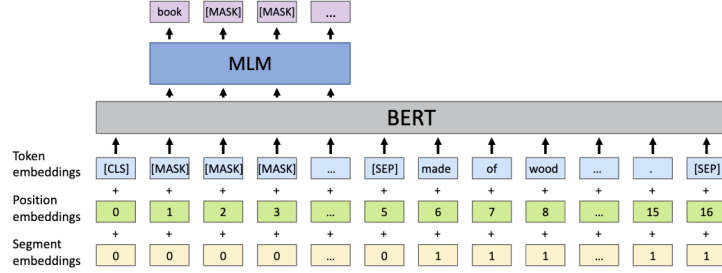 book [MASK] [MASK] ...
MLM
BERT
Token embeddings [CLS] [MASK] [MASK] [MASK] ... [SEP] made of wood ... . [SEP]
+ + + + + + + + + + + +
Position embeddings 0 1 2 3 ... 5 6 7 8 ... 15 16
+ + + + + + + + + + + +
Segment embeddings 0 0 0 0 ... 0 1 1 1 ... 1 1